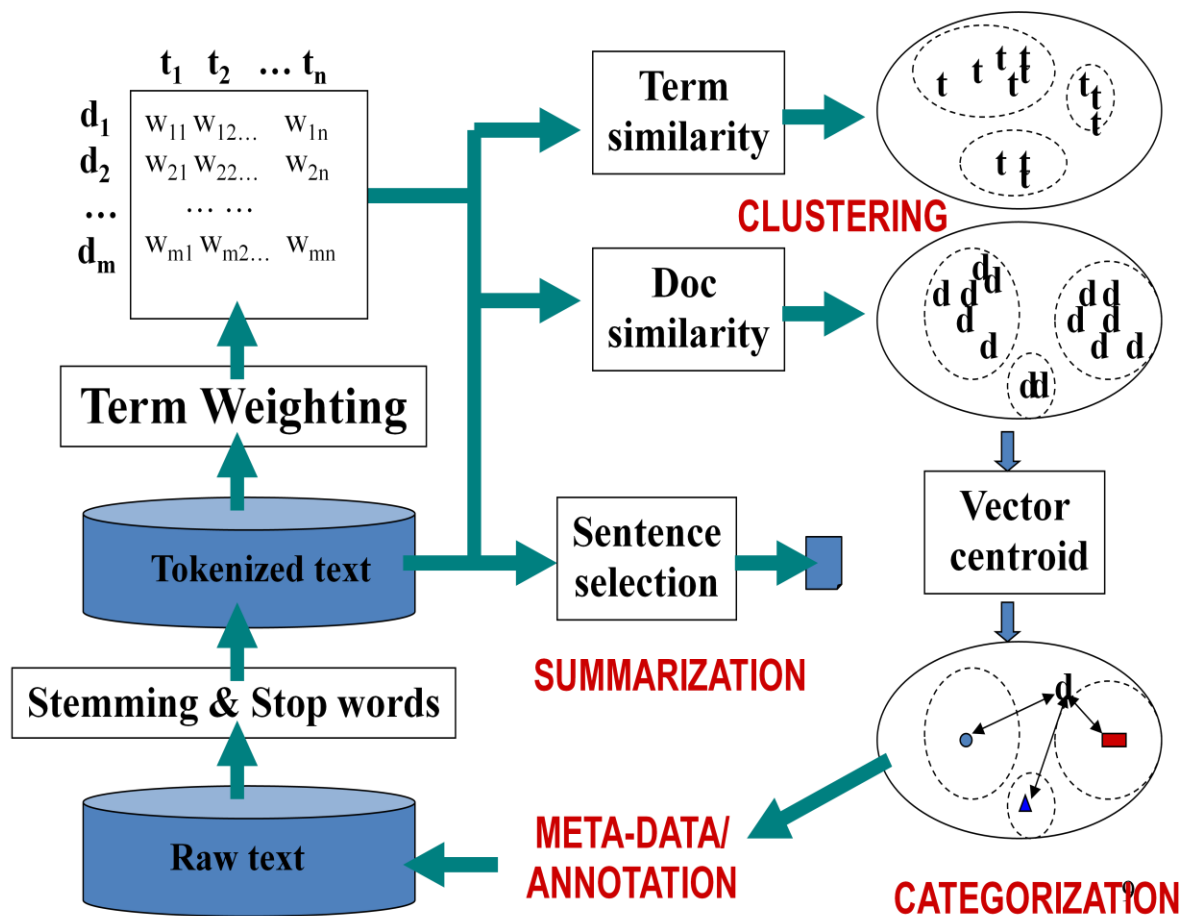 t₁ t₂ … tₙ
d₁ w₁₁ w₁₂… w₁ₙ
d₂ w₂₁ w₂₂… w₂ₙ
… … …
dₘ wₘ₁ wₘ₂… wₘₙ
Term Weighting
Tokenized text
Stemming & Stop words
Raw text
Term
similarity
t t t t t t
t t t
t t t
CLUSTERING
Doc
similarity
d d d d d d d
d d d d d d d
dd
Sentence
selection
SUMMARIZATION
Vector
centroid
d
META-DATA/
ANNOTATION
CATEGORIZATION
9